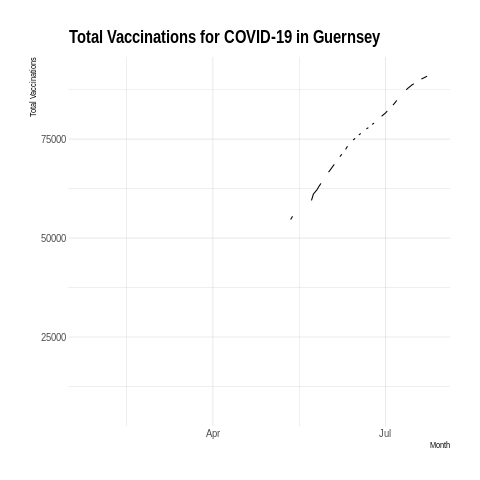 Total Vaccinations for COVID-19 in Guernsey
Total Vaccinations
75000
50000
25000
Apr
Jul
Month